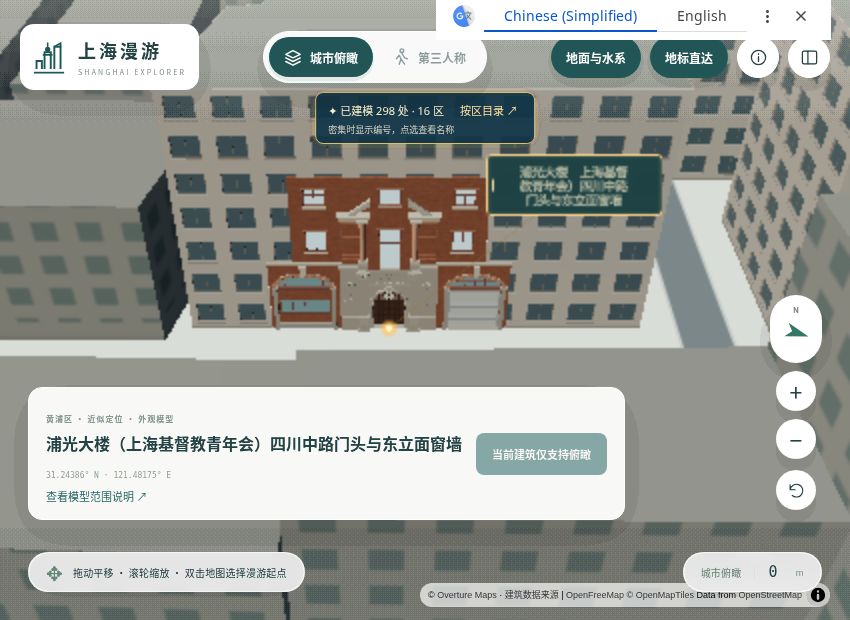 Chinese (Simplified)
English
上海漫游
SHANGHAI EXPLORER
城市俯瞰
第三人称
地面与水系
地标直达
✦ 已建模 298 处 · 16 区 按区目录 ↗
密集时显示编号，点选查看名称
浦光大楼 上海基督
教青年会）四川中路
门头与东立面窗墙
N
黄浦区 · 近似定位 · 外观模型
浦光大楼（上海基督教青年会）四川中路门头与东立面窗墙
当前建筑仅支持俯瞰
31.24386° N · 121.48175° E
查看模型范围说明 ↗
拖动平移 · 滚轮缩放 · 双击地图选择漫游起点
城市俯瞰 0 m
© Overture Maps · 建筑数据来源 | OpenFreeMap © OpenMapTiles Data from OpenStreetMap